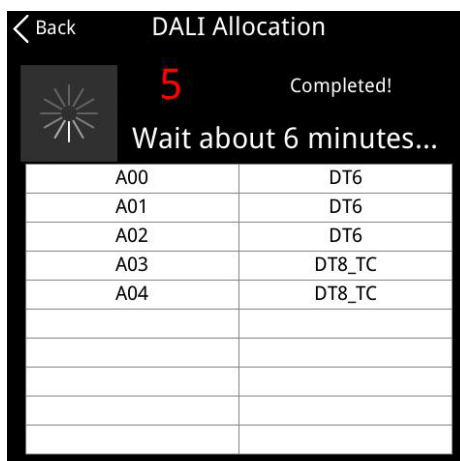 Back DALI Allocation
5 Completed!
Wait about 6 minutes...
A00 DT6
A01 DT6
A02 DT6
A03 DT8_TC
A04 DT8_TC